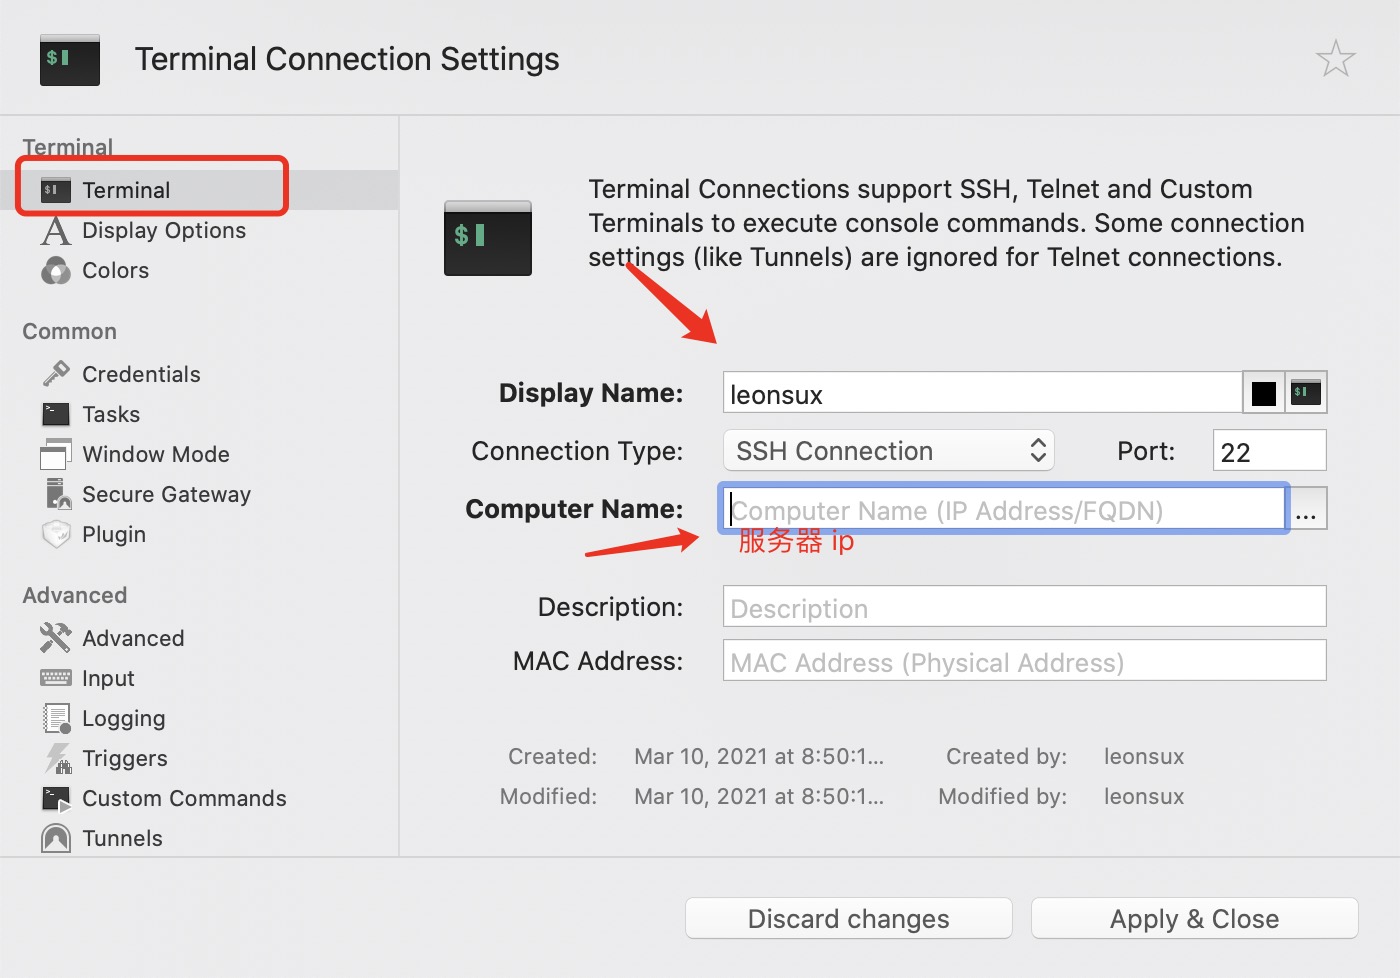 $
Terminal Connection Settings
Terminal
$ Terminal
Display Options
Colors
Common
Credentials
Tasks
Window Mode
Secure Gateway
Plugin
Advanced
Advanced
Input
Logging
Triggers
Custom Commands
Tunnels
$
Terminal Connections support SSH, Telnet and Custom
Terminals to execute console commands. Some connection
settings (like Tunnels) are ignored for Telnet connections.
Display Name: leonsux $
Connection Type: SSH Connection Port: 22
Computer Name: Computer Name (IP Address/FQDN) ...
服务器 ip
Description: Description
MAC Address: MAC Address (Physical Address)
Created: Mar 10, 2021 at 8:50:1... Created by: leonsux
Modified: Mar 10, 2021 at 8:50:1... Modified by: leonsux
Discard changes Apply & Close